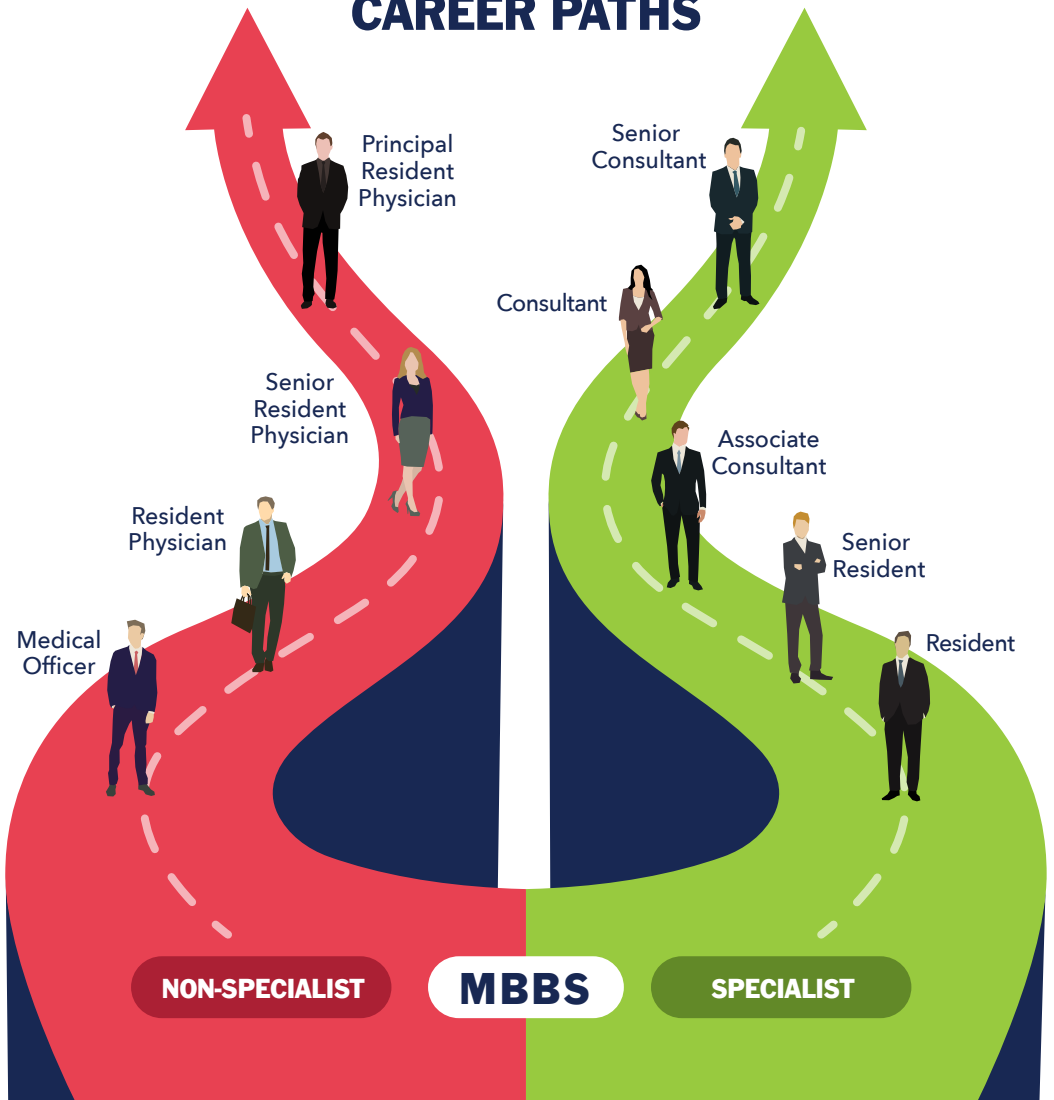 CAREER PATHS
Principal
Resident
Physician
Senior
Resident
Physician
Resident
Physician
Medical
Officer
Senior
Consultant
Consultant
Associate
Consultant
Senior
Resident
Resident
NON-SPECIALIST
MBBS
SPECIALIST